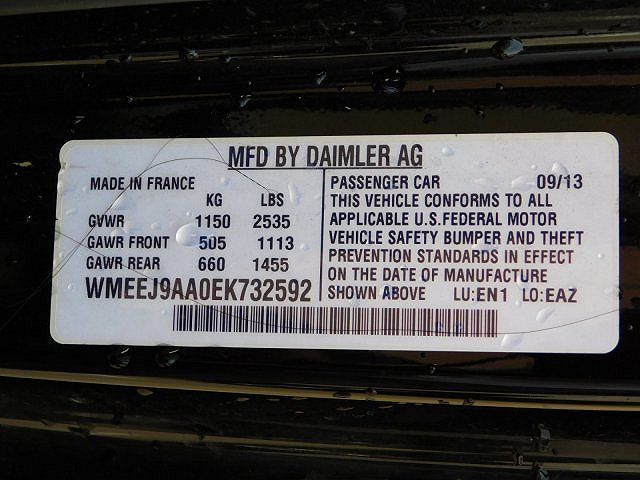 MFD BY DAIMLER AG
MADE IN FRANCE
KG LBS
GVWR 1150 2535
GAWR FRONT 505 1113
GAWR REAR 660 1455
WMEEJ9AA0EK732592
PASSENGER CAR 09/13
THIS VEHICLE CONFORMS TO ALL
APPLICABLE U.S.FEDERAL MOTOR
VEHICLE SAFETY BUMPER AND THEFT
PREVENTION STANDARDS IN EFFECT
ON THE DATE OF MANUFACTURE
SHOWN ABOVE LU:EN1 LO:EAZ